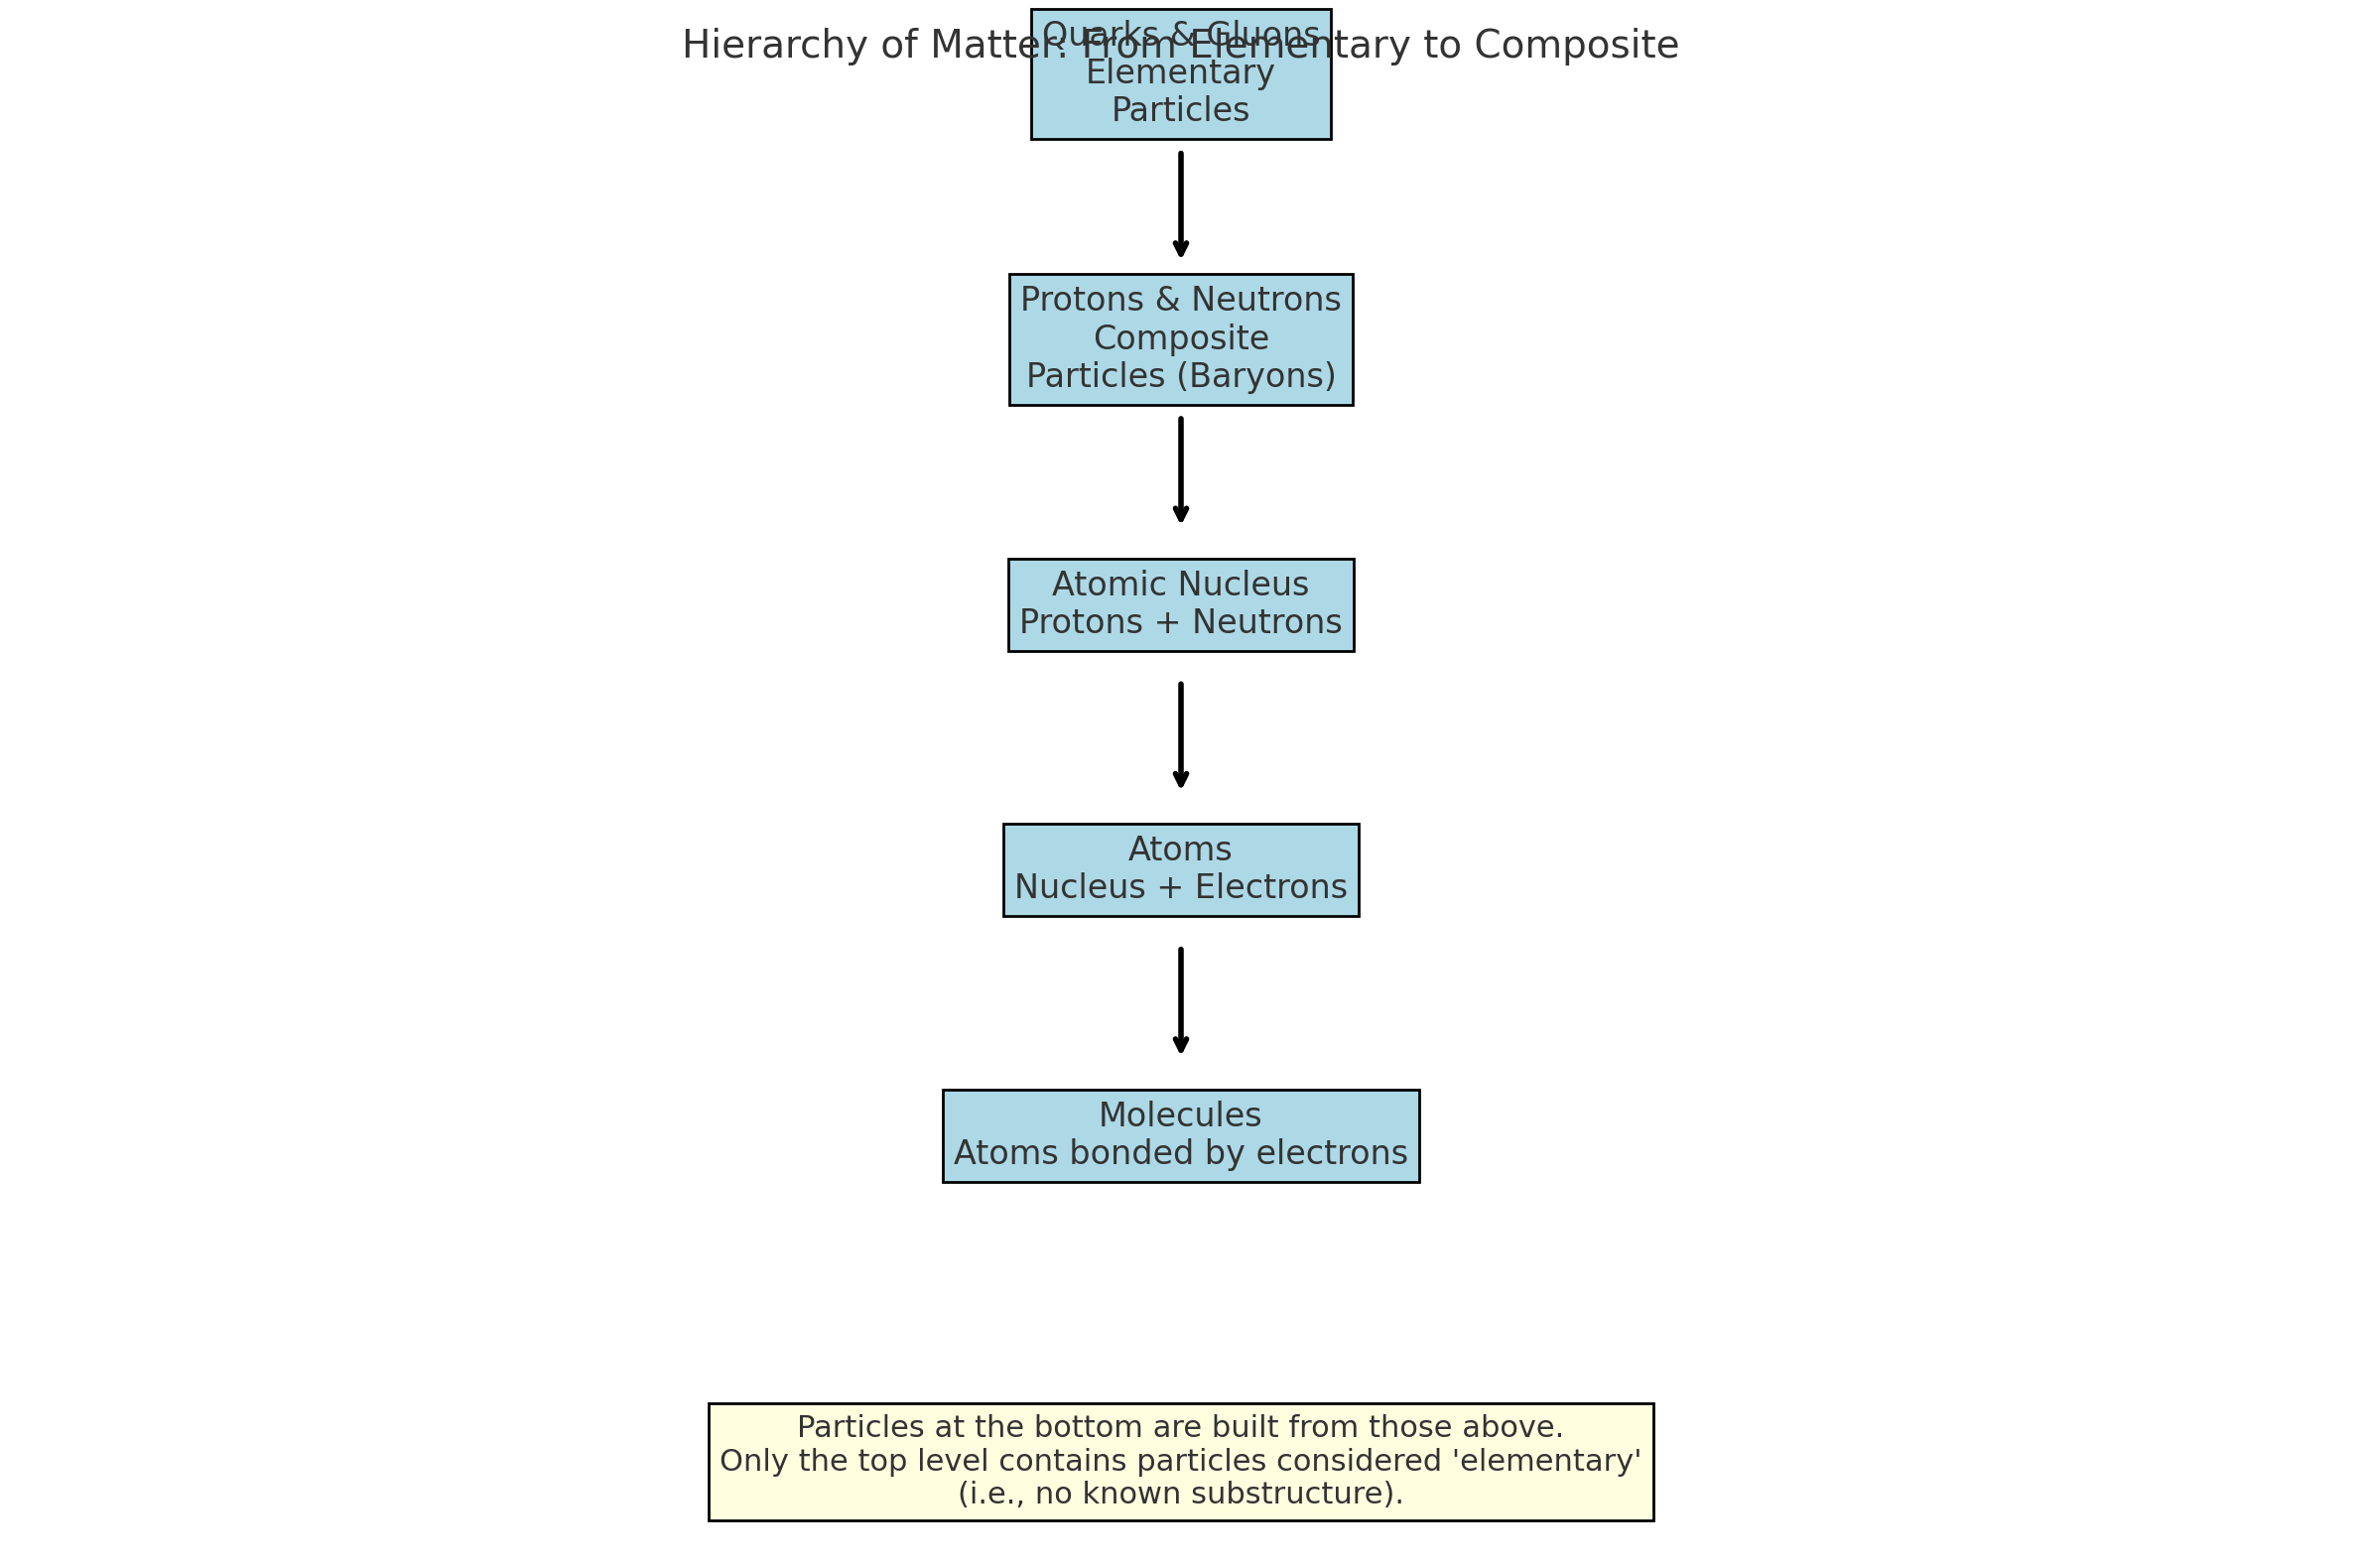 Hierarchy of Matter: From Elementary to Composite
Quarks & Gluons
Elementary
Particles
Protons & Neutrons
Composite
Particles (Baryons)
Atomic Nucleus
Protons + Neutrons
Atoms
Nucleus + Electrons
Molecules
Atoms bonded by electrons
Particles at the bottom are built from those above.
Only the top level contains particles considered 'elementary'
(i.e., no known substructure).